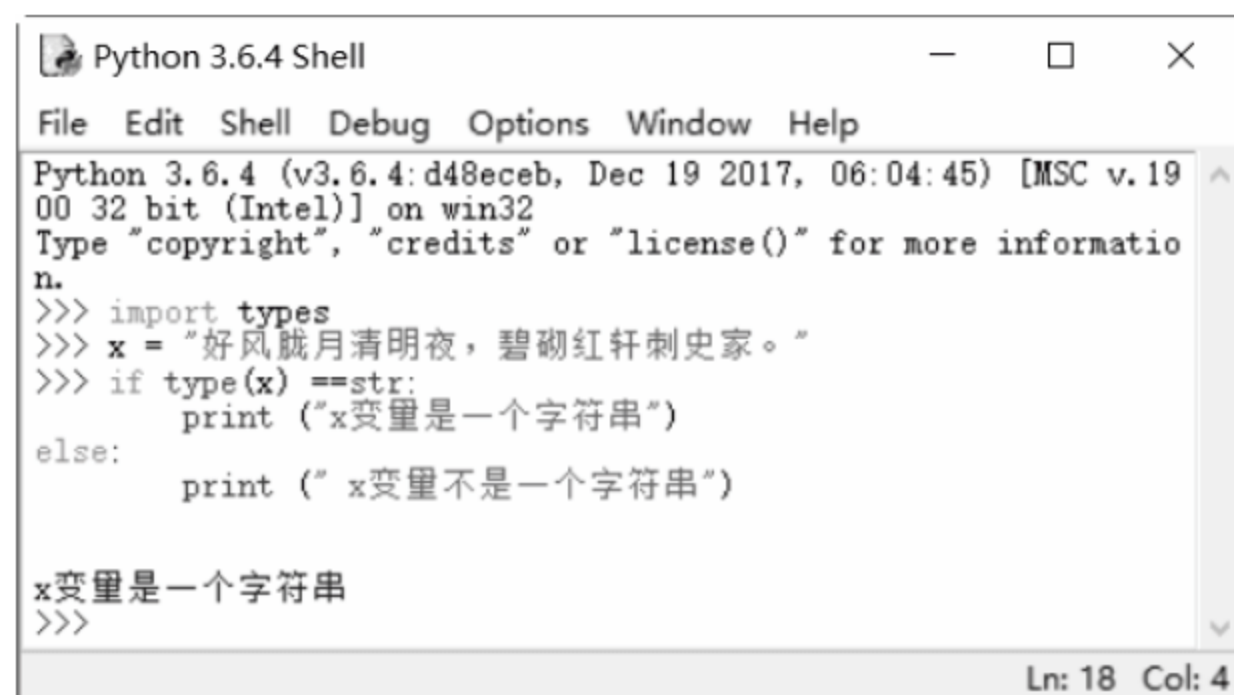 Python 3.6.4 Shell
File Edit Shell Debug Options Window Help
Python 3.6.4 (v3.6.4:d48eceb, Dec 19 2017, 06:04:45) [MSC v.19
00 32 bit (Intel)] on win32
Type "copyright", "credits" or "license()" for more informatio
n.
>>> import types
>>> x = "好风胧月清明夜，碧砌红轩刺史家。"
>>> if type(x) ==str:
        print ("x变量是一个字符串")
else:
        print (" x变量不是一个字符串")
x变量是一个字符串
>>>
Ln: 18 Col: 4